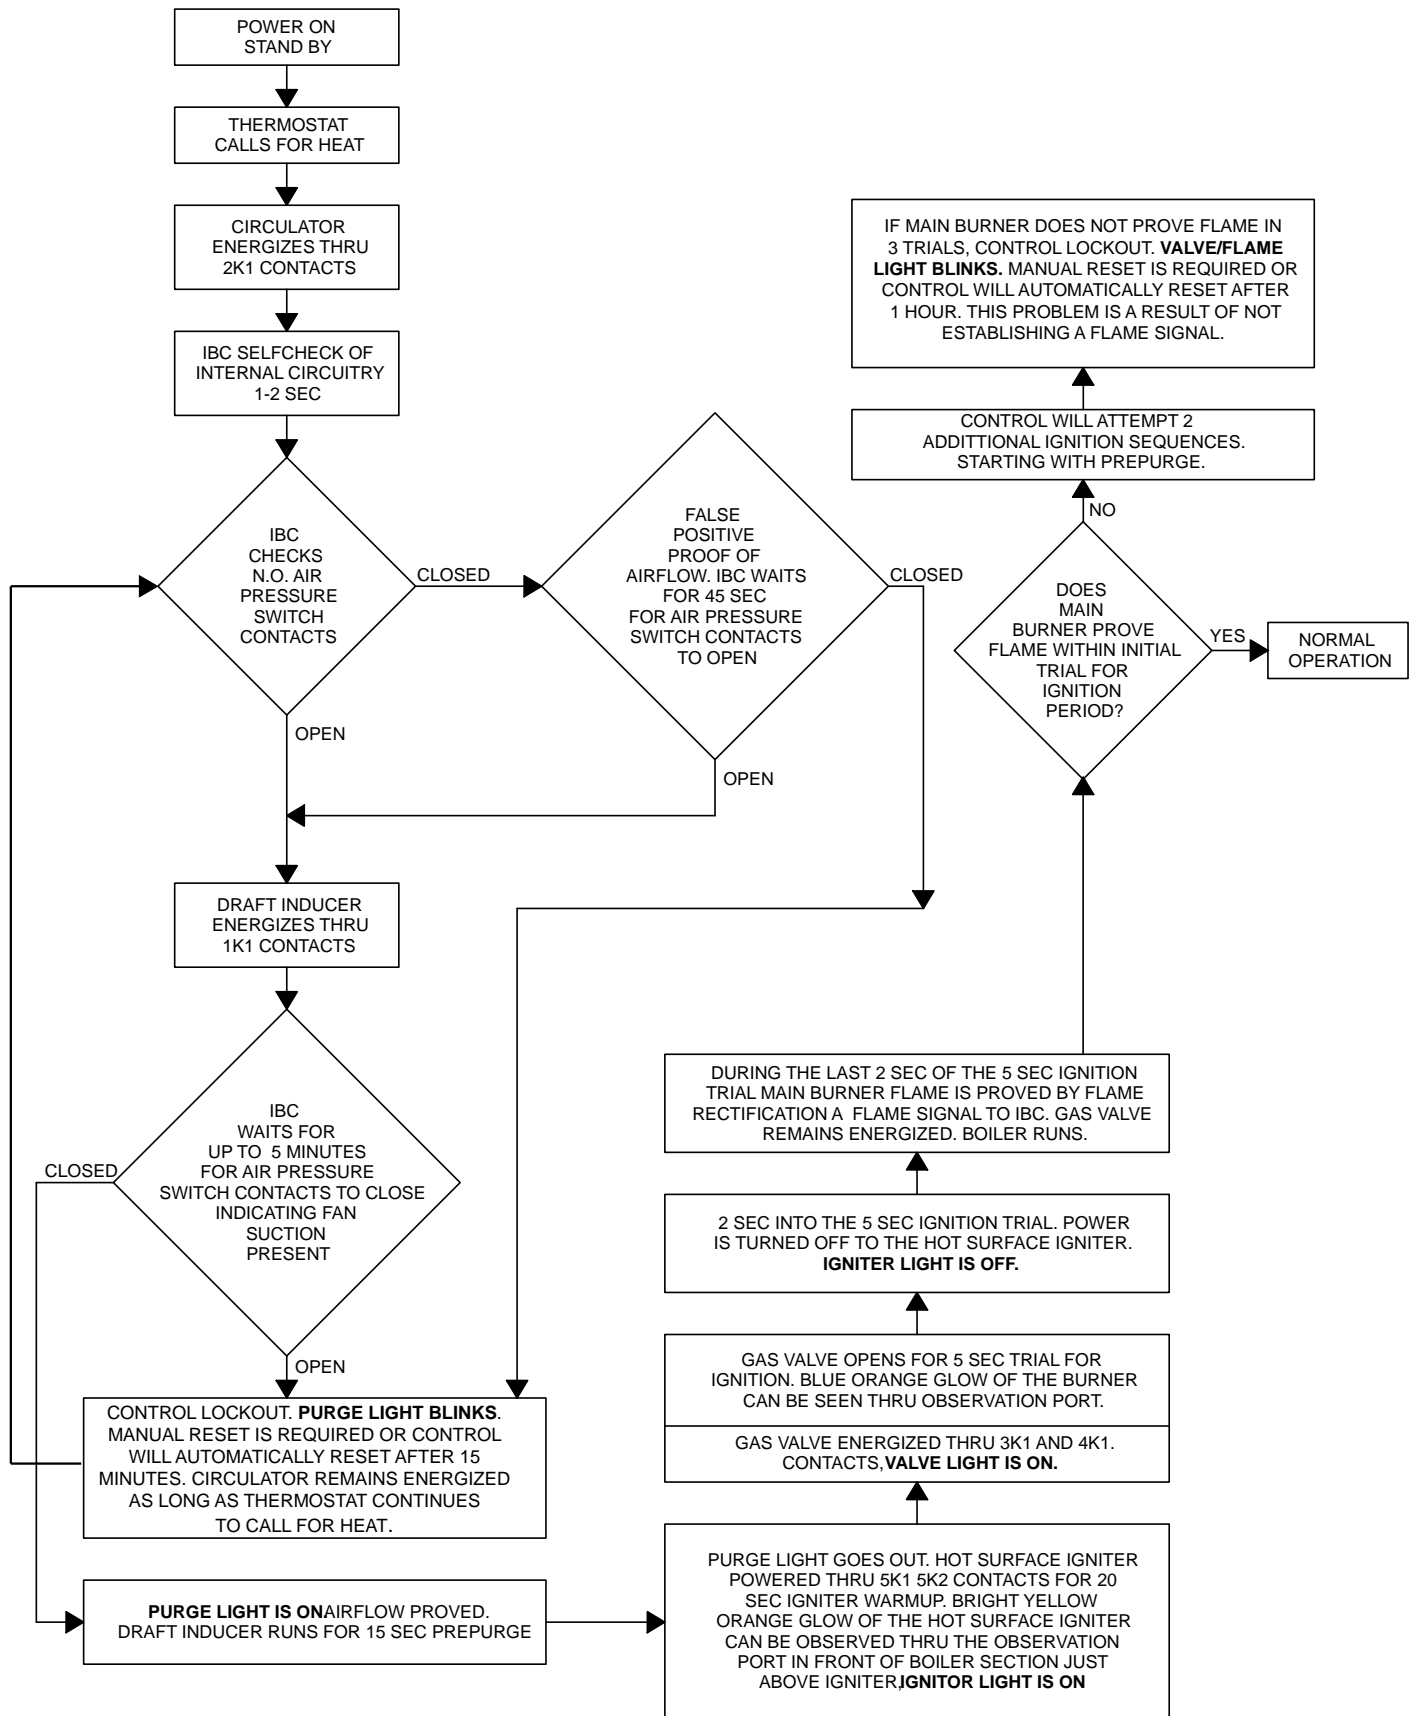 POWER ON
STAND BY
THERMOSTAT
CALLS FOR HEAT
CIRCULATOR
ENERGIZES THRU
2K1 CONTACTS
IBC SELFCHECK OF
INTERNAL CIRCUITRY
1-2 SEC
IBC
CHECKS
N.O. AIR
PRESSURE
SWITCH
CONTACTS
CLOSED
OPEN
FALSE
POSITIVE
PROOF OF
AIRFLOW. IBC WAITS
FOR 45 SEC
FOR AIR PRESSURE
SWITCH CONTACTS
TO OPEN
CLOSED
OPEN
DRAFT INDUCER
ENERGIZES THRU
1K1 CONTACTS
IBC
WAITS FOR
UP TO 5 MINUTES
FOR AIR PRESSURE
SWITCH CONTACTS TO CLOSE
INDICATING FAN
SUCTION
PRESENT
CLOSED
OPEN
CONTROL LOCKOUT. PURGE LIGHT BLINKS.
MANUAL RESET IS REQUIRED OR CONTROL
WILL AUTOMATICALLY RESET AFTER 15
MINUTES. CIRCULATOR REMAINS ENERGIZED
AS LONG AS THERMOSTAT CONTINUES
TO CALL FOR HEAT.
PURGE LIGHT IS ON.AIRFLOW PROVED.
DRAFT INDUCER RUNS FOR 15 SEC PREPURGE
PURGE LIGHT GOES OUT. HOT SURFACE IGNITER
POWERED THRU 5K1 5K2 CONTACTS FOR 20
SEC IGNITER WARMUP. BRIGHT YELLOW
ORANGE GLOW OF THE HOT SURFACE IGNITER
CAN BE OBSERVED THRU THE OBSERVATION
PORT IN FRONT OF BOILER SECTION JUST
ABOVE IGNITER,IGNITOR LIGHT IS ON
GAS VALVE OPENS FOR 5 SEC TRIAL FOR
IGNITION. BLUE ORANGE GLOW OF THE BURNER
CAN BE SEEN THRU OBSERVATION PORT.
GAS VALVE ENERGIZED THRU 3K1 AND 4K1.
CONTACTS,VALVE LIGHT IS ON.
2 SEC INTO THE 5 SEC IGNITION TRIAL. POWER
IS TURNED OFF TO THE HOT SURFACE IGNITER.
IGNITER LIGHT IS OFF.
DURING THE LAST 2 SEC OF THE 5 SEC IGNITION
TRIAL MAIN BURNER FLAME IS PROVED BY FLAME
RECTIFICATION A FLAME SIGNAL TO IBC. GAS VALVE
REMAINS ENERGIZED. BOILER RUNS.
DOES
MAIN
BURNER PROVE
FLAME WITHIN INITIAL
TRIAL FOR
IGNITION
PERIOD?
YES
NORMAL
OPERATION
NO
CONTROL WILL ATTEMPT 2
ADDITTIONAL IGNITION SEQUENCES.
STARTING WITH PREPURGE.
IF MAIN BURNER DOES NOT PROVE FLAME IN
3 TRIALS, CONTROL LOCKOUT. VALVE/FLAME
LIGHT BLINKS. MANUAL RESET IS REQUIRED OR
CONTROL WILL AUTOMATICALLY RESET AFTER
1 HOUR. THIS PROBLEM IS A RESULT OF NOT
ESTABLISHING A FLAME SIGNAL.